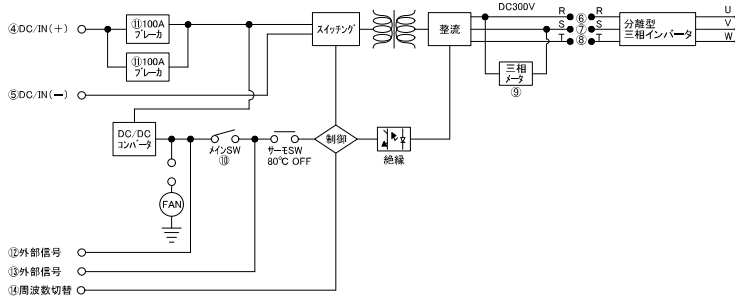 DC300V
④DC/IN(+)
⑪100A
ブレーカ
⑪100A
ブレーカ
スイッチング
整流
R ⑥ R
S ⑦ S
T ⑧ T
分離型
三相インバータ
U
V
W
三相
メータ
⑨
⑤DC/IN(-)
DC/DC
コンバータ
メインSW
⑩
サーモSW
80℃ OFF
制御
絶縁
FAN
⑫外部信号
⑬外部信号
⑭周波数切替